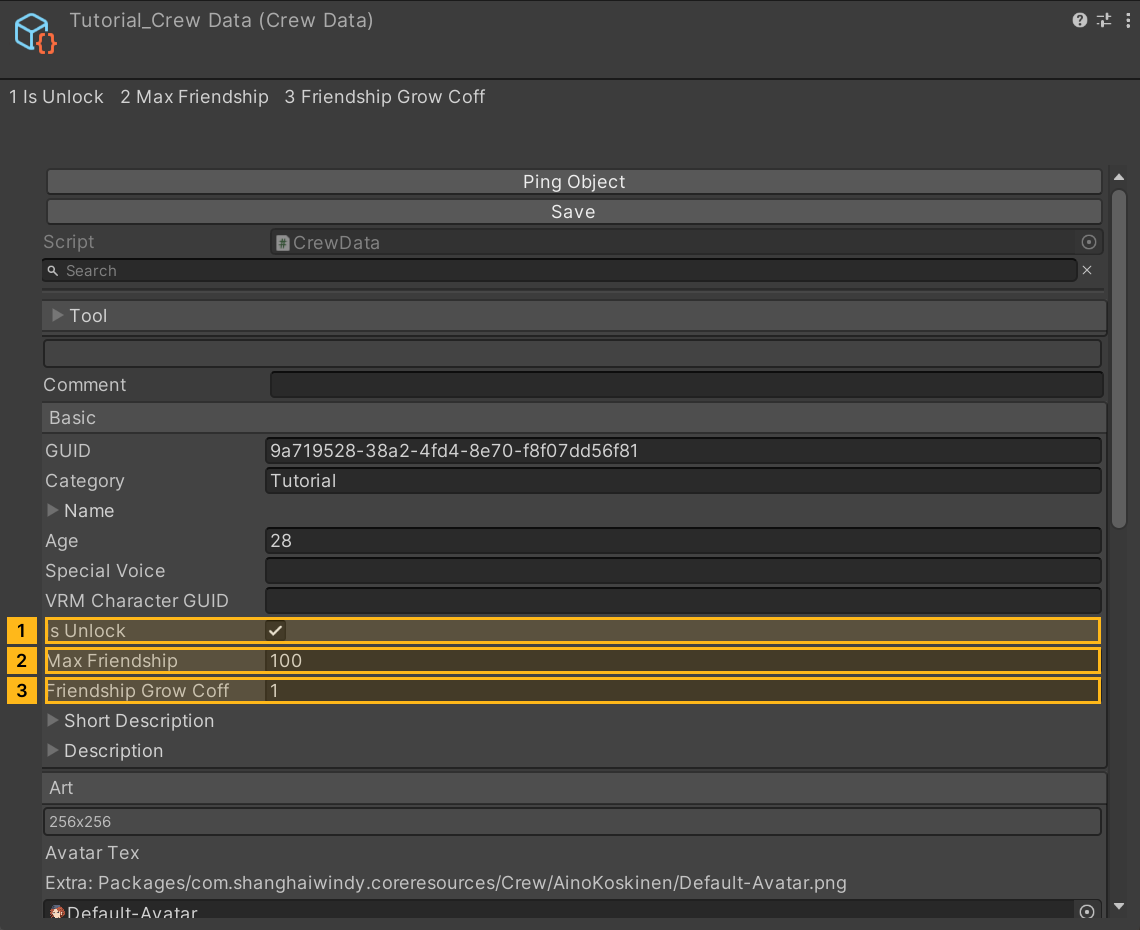 Tutorial_Crew Data (Crew Data)
1 Is Unlock 2 Max Friendship 3 Friendship Grow Coff
Ping Object
Save
Script CrewData
Search
Tool
Comment
Basic
GUID 9a719528-38a2-4fd4-8e70-f8f07dd56f81
Category Tutorial
Name
Age 28
Special Voice
VRM Character GUID
1 s Unlock
2 Max Friendship 100
3 Friendship Grow Coff 1
Short Description
Description
Art
256x256
Avatar Tex
Extra: Packages/com.shanghaiwindy.coreresources/Crew/AinoKoskinen/Default-Avatar.png
Default-Avatar